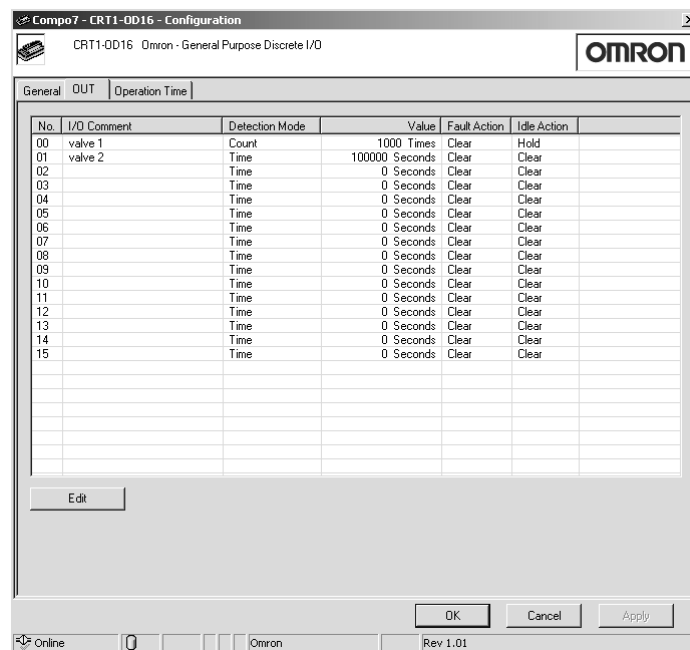 Compo7 - CRT1-OD16 - Configuration
CRT1-OD16 Omron - General Purpose Discrete I/O
OMRON
General OUT Operation Time
No. I/O Comment Detection Mode Value Fault Action Idle Action
00 valve 1 Count 1000 Times Clear Hold
01 valve 2 Time 100000 Seconds Clear Clear
02 Time 0 Seconds Clear Clear
03 Time 0 Seconds Clear Clear
04 Time 0 Seconds Clear Clear
05 Time 0 Seconds Clear Clear
06 Time 0 Seconds Clear Clear
07 Time 0 Seconds Clear Clear
08 Time 0 Seconds Clear Clear
09 Time 0 Seconds Clear Clear
10 Time 0 Seconds Clear Clear
11 Time 0 Seconds Clear Clear
12 Time 0 Seconds Clear Clear
13 Time 0 Seconds Clear Clear
14 Time 0 Seconds Clear Clear
15 Time 0 Seconds Clear Clear
Edit
OK Cancel Apply
Online Omron Rev 1.01